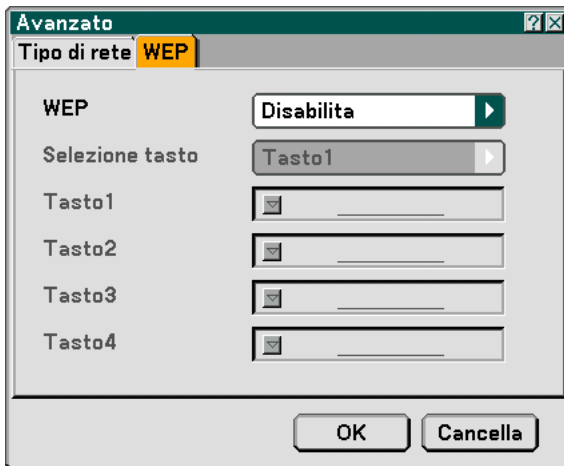 Avanzato
Tipo di rete WEP
WEP Disabilita
Selezione tasto Tasto1
Tasto1
Tasto2
Tasto3
Tasto4
OK Cancella